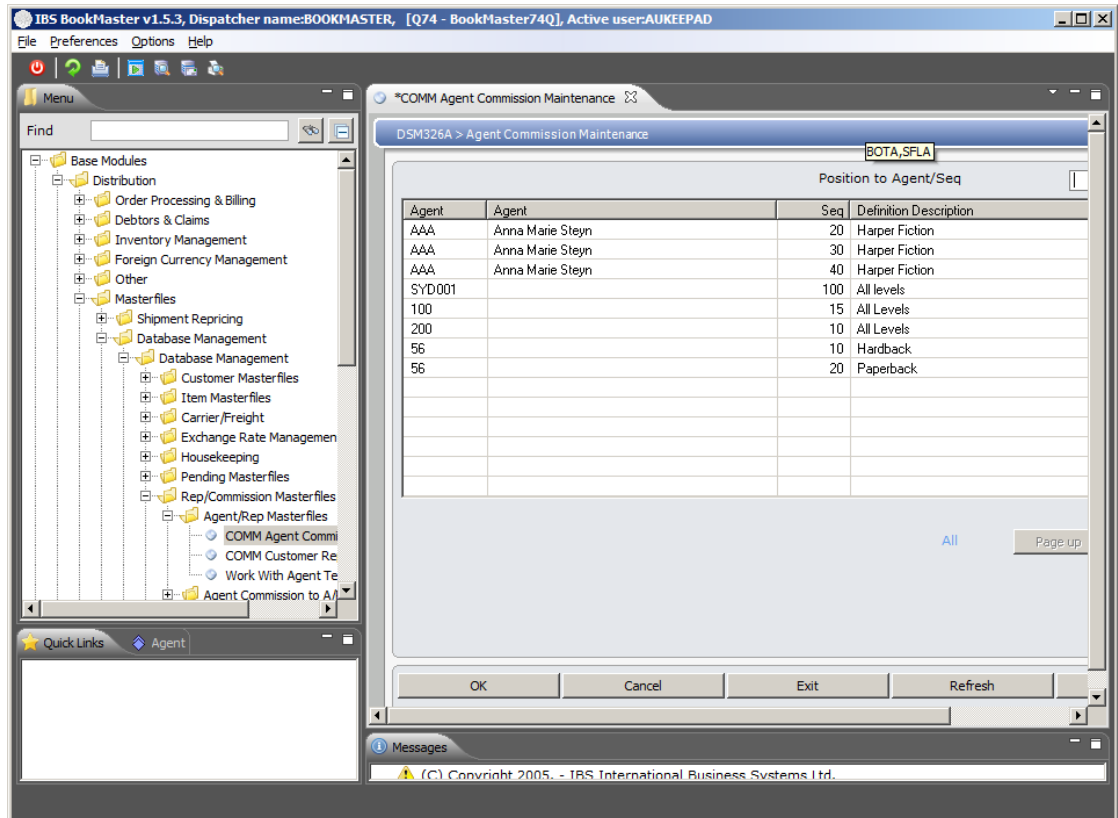 IBS BookMaster v1.5.3, Dispatcher name:BOOKMASTER, [Q74 - BookMaster74Q], Active user:AUKEEPAD
File Preferences Options Help
Menu
Find
Base Modules
Distribution
Order Processing & Billing
Debtors & Claims
Inventory Management
Foreign Currency Management
Other
Masterfiles
Shipment Repricing
Database Management
Database Management
Customer Masterfiles
Item Masterfiles
Carrier/Freight
Exchange Rate Managemen
Housekeeping
Pending Masterfiles
Rep/Commission Masterfiles
Agent/Rep Masterfiles
COMM Agent Commi
COMM Customer Re
Work With Agent Te
Agent Commission to A/
Quick Links Agent
*COMM Agent Commission Maintenance
DSM326A > Agent Commission Maintenance
BOTA,SFLA
Position to Agent/Seq
Agent Agent Seq Definition Description
AAA Anna Marie Steyn 20 Harper Fiction
AAA Anna Marie Steyn 30 Harper Fiction
AAA Anna Marie Steyn 40 Harper Fiction
SYD001 100 All levels
100 15 All Levels
200 10 All Levels
56 10 Hardback
56 20 Paperback
All Page up
OK Cancel Exit Refresh
Messages
(C) Copyright 2005. - IBS International Business Systems Ltd.